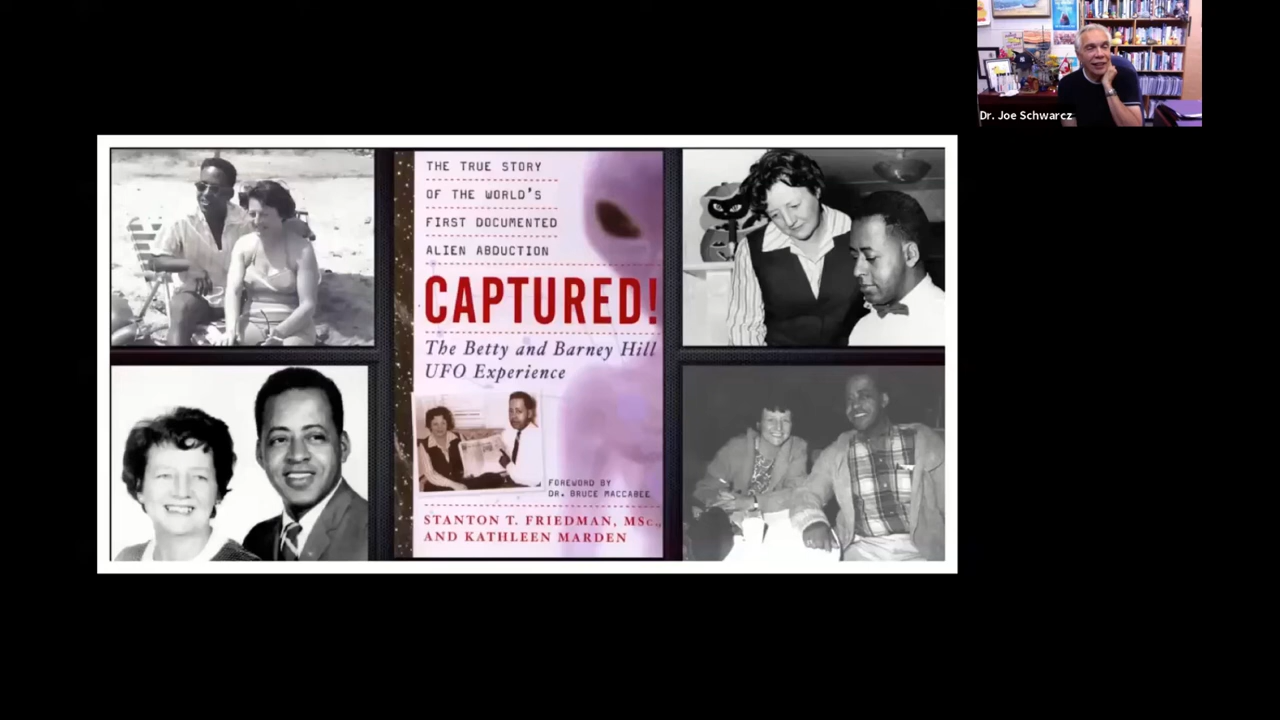 Dr. Joe Schwarcz
THE TRUE STORY
OF THE WORLD'S
FIRST DOCUMENTED
ALIEN ABDUCTION
CAPTURED!
The Betty and Barney Hill
UFO Experience
FOREWORD BY
DR. BRUCE MACCABEE
STANTON T. FRIEDMAN, MSc.,
AND KATHLEEN MARDEN